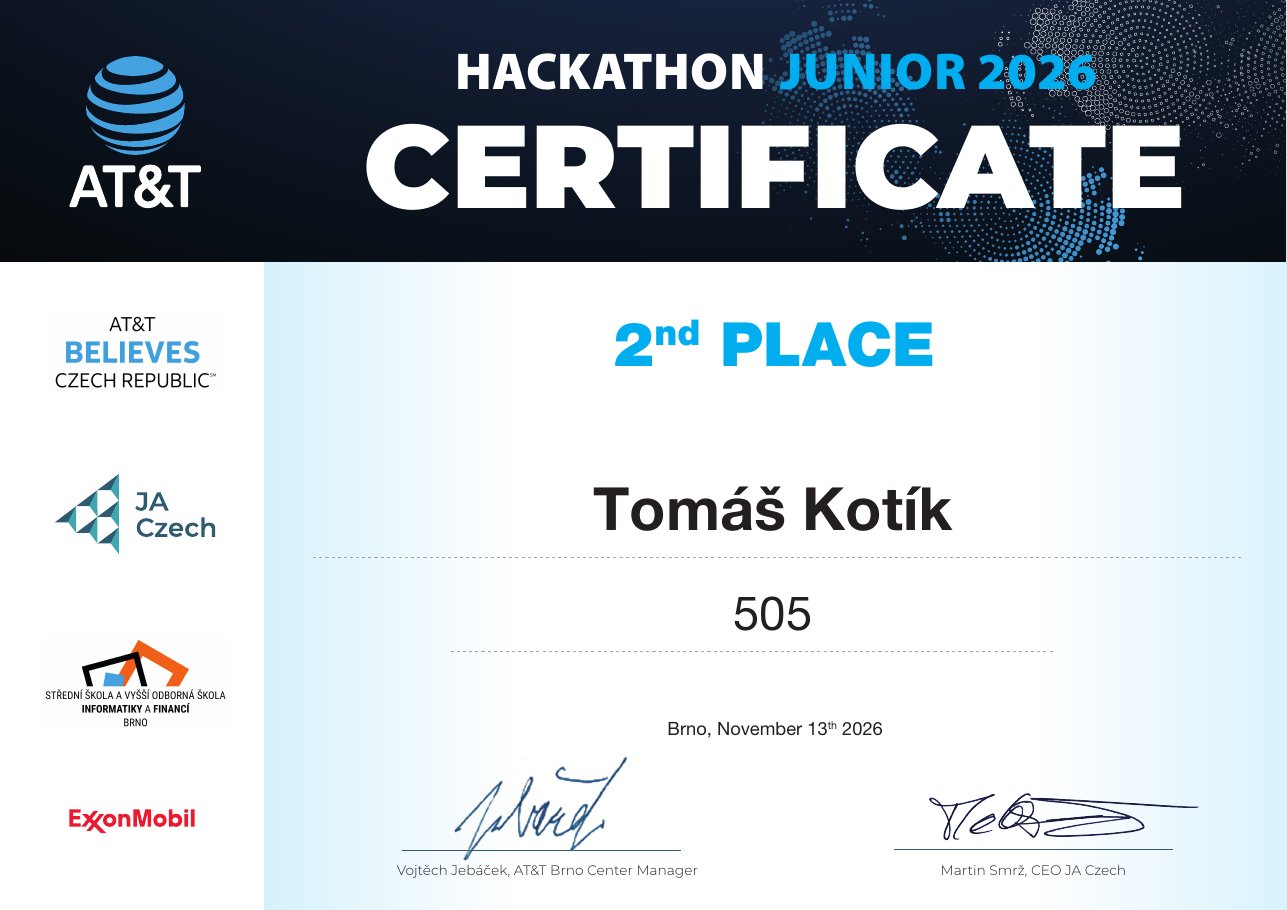 HACKATHON JUNIOR 2026
CERTIFICATE
AT&T
AT&T
BELIEVES
CZECH REPUBLIC℠
JA
Czech
STŘEDNÍ ŠKOLA A VYŠŠÍ ODBORNÁ ŠKOLA
INFORMATIKY A FINANCÍ
BRNO
ExxonMobil
2nd PLACE
Tomáš Kotík
505
Brno, November 13th 2026
Vojtěch Jebáček, AT&T Brno Center Manager
Martin Smrž, CEO JA Czech